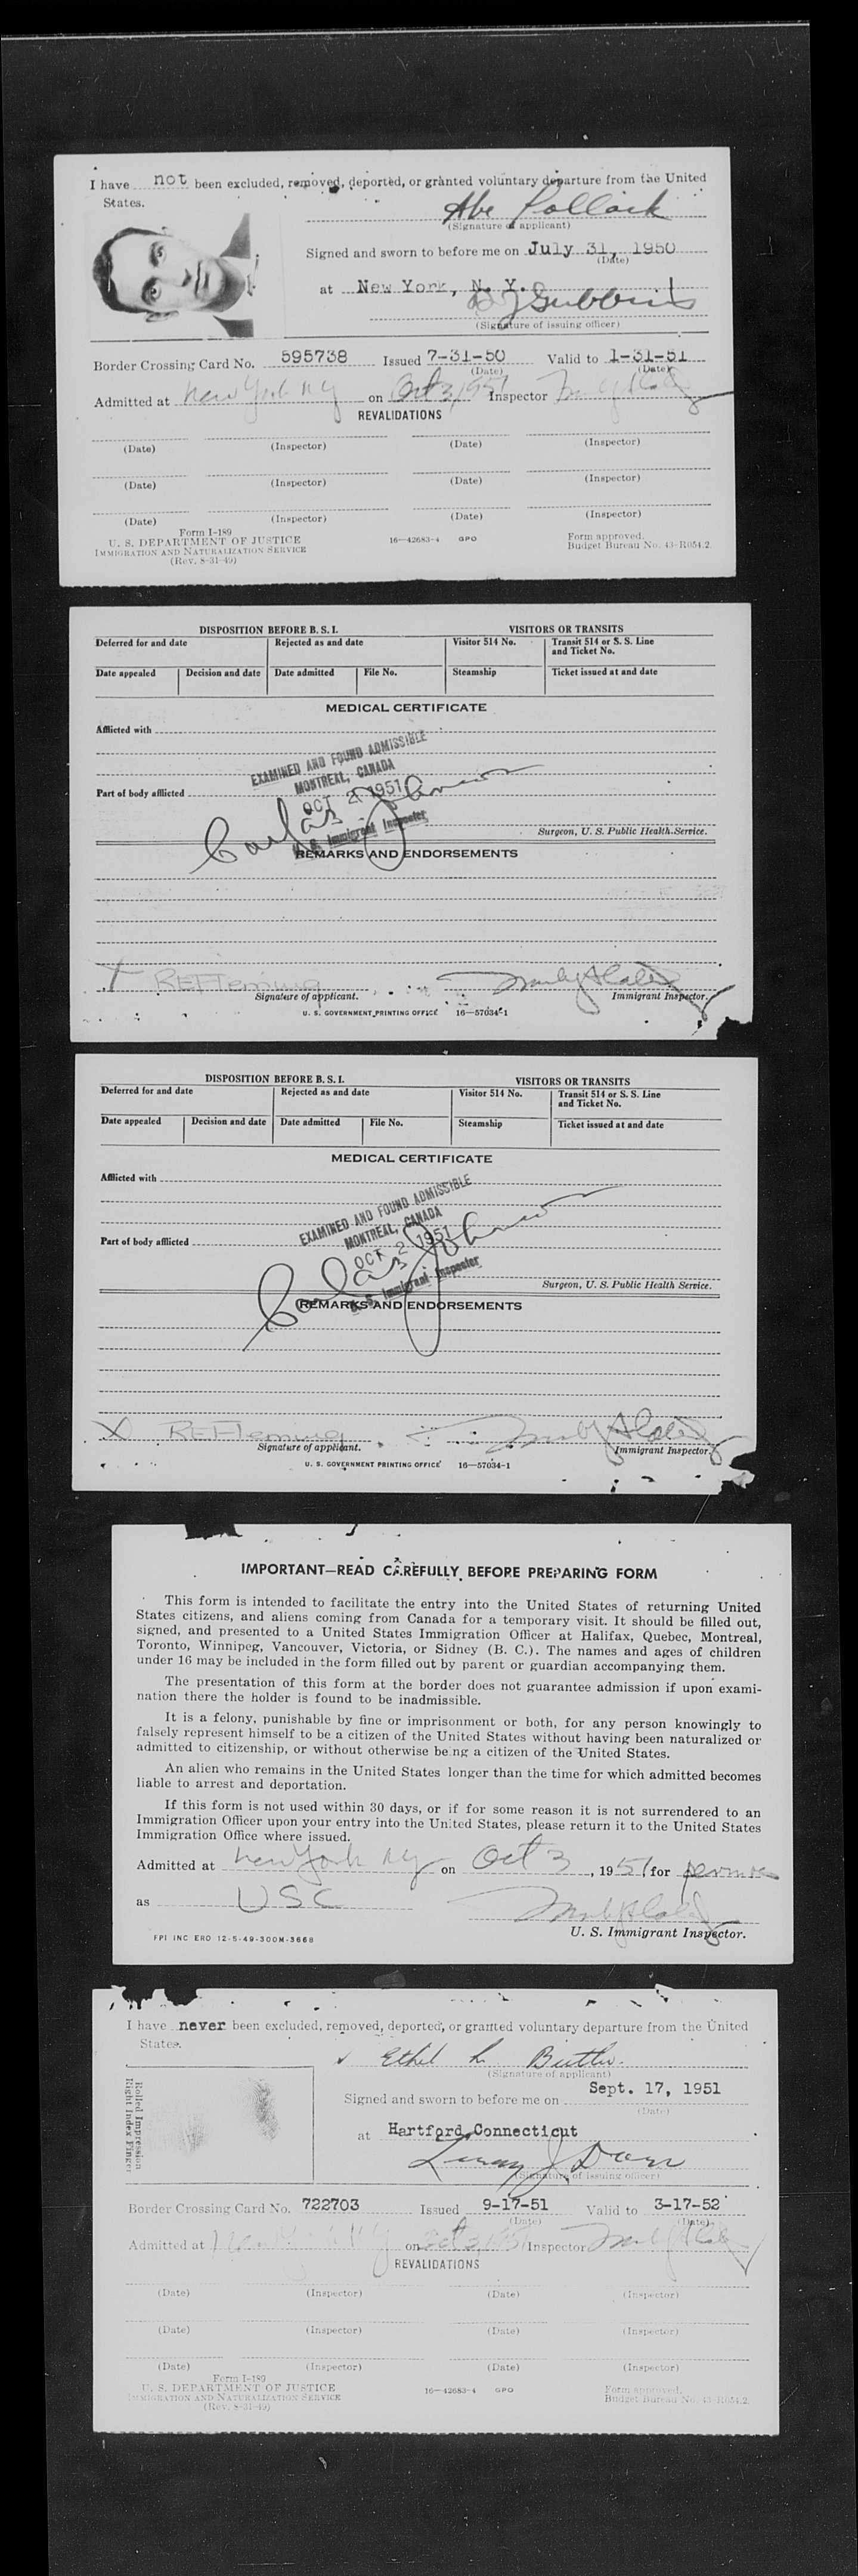 I have not been excluded, removed, deported, or granted voluntary departure from the United
States.
Abe Pollack
(Signature of applicant)
Signed and sworn to before me on July 31, 1950
(Date)
at New York, N. Y.
Gubbins
(Signature of issuing officer)
Border Crossing Card No. 595738 Issued 7-31-50 Valid to 1-31-51
(Date) (Date)
Admitted at New York NY on Oct 3, 1951 Inspector
REVALIDATIONS
(Date) (Inspector) (Date) (Inspector)
(Date) (Inspector) (Date) (Inspector)
(Date) (Inspector) (Date) (Inspector)
Form I-189
U. S. DEPARTMENT OF JUSTICE
IMMIGRATION AND NATURALIZATION SERVICE
(Rev. 8-31-49)
16—42683-4 GPO
Form approved.
Budget Bureau No. 43-R054.2.
DISPOSITION BEFORE B. S. I. VISITORS OR TRANSITS
Deferred for and date Rejected as and date Visitor 514 No. Transit 514 or S. S. Line
and Ticket No.
Date appealed Decision and date Date admitted File No. Steamship Ticket issued at and date
MEDICAL CERTIFICATE
Afflicted with
EXAMINED AND FOUND ADMISSIBLE
MONTREAL, CANADA
Part of body afflicted
OCT 2 1951
Johnson
U.S. Immigrant Inspector
Surgeon, U. S. Public Health Service.
REMARKS AND ENDORSEMENTS
X REFleming
Signature of applicant. Immigrant Inspector.
U. S. GOVERNMENT PRINTING OFFICE 16—57034-1
DISPOSITION BEFORE B. S. I. VISITORS OR TRANSITS
Deferred for and date Rejected as and date Visitor 514 No. Transit 514 or S. S. Line
and Ticket No.
Date appealed Decision and date Date admitted File No. Steamship Ticket issued at and date
MEDICAL CERTIFICATE
Afflicted with
EXAMINED AND FOUND ADMISSIBLE
MONTREAL, CANADA
Part of body afflicted
OCT 2 1951
Johnson
U.S. Immigrant Inspector
Surgeon, U. S. Public Health Service.
REMARKS AND ENDORSEMENTS
X REFleming
Signature of applicant. Immigrant Inspector.
U. S. GOVERNMENT PRINTING OFFICE 16—57034-1
IMPORTANT—READ CAREFULLY BEFORE PREPARING FORM
This form is intended to facilitate the entry into the United States of returning United
States citizens, and aliens coming from Canada for a temporary visit. It should be filled out,
signed, and presented to a United States Immigration Officer at Halifax, Quebec, Montreal,
Toronto, Winnipeg, Vancouver, Victoria, or Sidney (B. C.). The names and ages of children
under 16 may be included in the form filled out by parent or guardian accompanying them.
The presentation of this form at the border does not guarantee admission if upon exami-
nation there the holder is found to be inadmissible.
It is a felony, punishable by fine or imprisonment or both, for any person knowingly to
falsely represent himself to be a citizen of the United States without having been naturalized or
admitted to citizenship, or without otherwise being a citizen of the United States.
An alien who remains in the United States longer than the time for which admitted becomes
liable to arrest and deportation.
If this form is not used within 30 days, or if for some reason it is not surrendered to an
Immigration Officer upon your entry into the United States, please return it to the United States
Immigration Office where issued.
Admitted at New York NY on Oct 3, 1951 for
as USC
U. S. Immigrant Inspector.
FPI INC ERO 12-5-49-300M-3668
I have never been excluded, removed, deported, or granted voluntary departure from the United
States.
Ethel L. Butler.
(Signature of applicant)
Rolled Impression
Right Index Finger
Signed and sworn to before me on Sept. 17, 1951
(Date)
at Hartford, Connecticut
(Signature of issuing officer)
Border Crossing Card No. 722703 Issued 9-17-51 Valid to 3-17-52
(Date) (Date)
Admitted at on Inspector
REVALIDATIONS
(Date) (Inspector) (Date) (Inspector)
(Date) (Inspector) (Date) (Inspector)
(Date) (Inspector) (Date) (Inspector)
Form I-189
U. S. DEPARTMENT OF JUSTICE
IMMIGRATION AND NATURALIZATION SERVICE
(Rev. 8-31-49)
16—42683-4 GPO
Form approved.
Budget Bureau No. 43-R054.2.